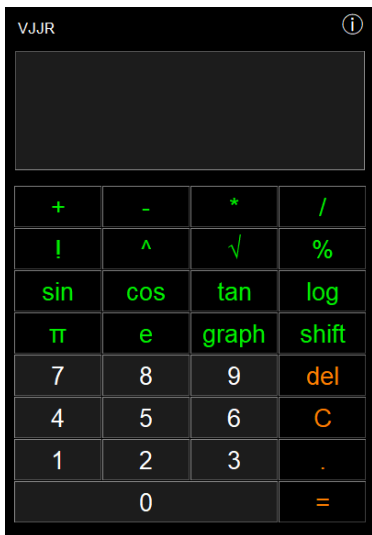 VJJR ⓘ
+ - * /
! ^ √ %
sin cos tan log
π e graph shift
7 8 9 del
4 5 6 C
1 2 3 .
0 =